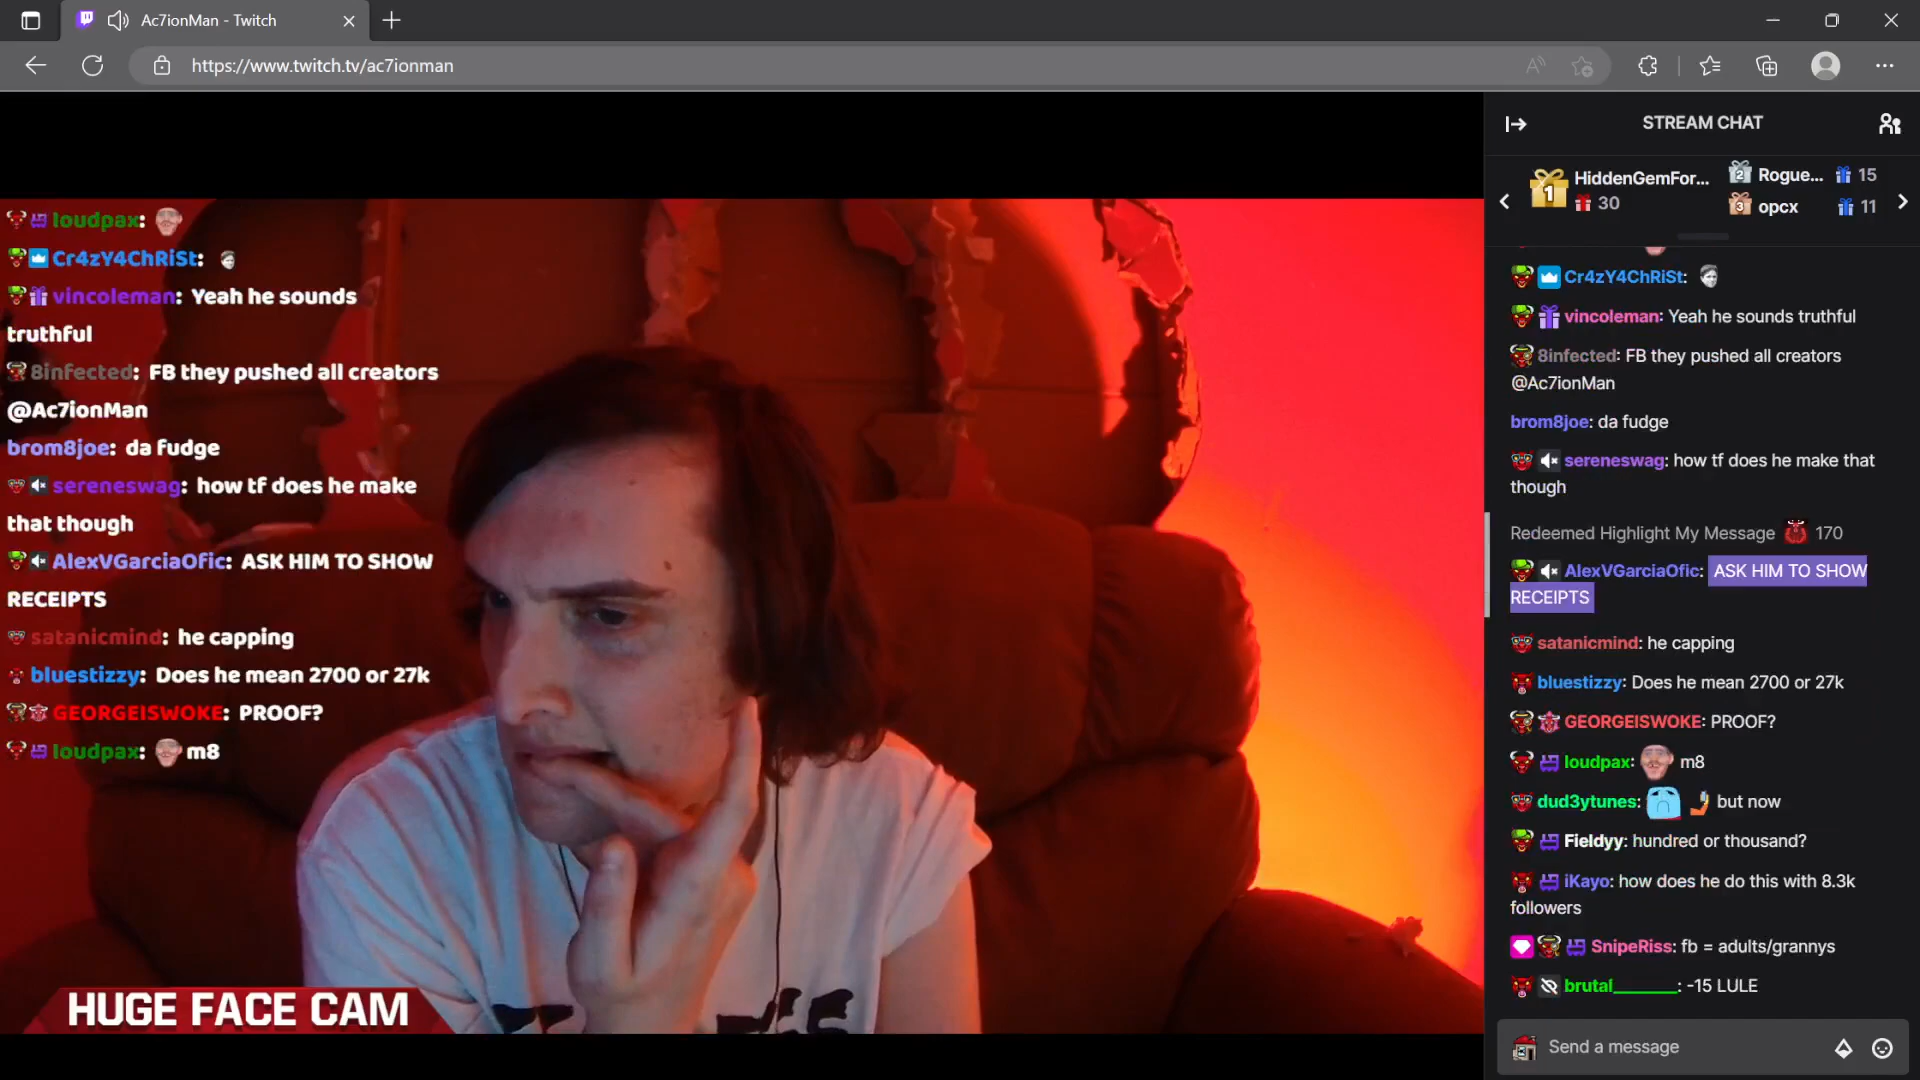 Ac7ionMan - Twitch
https://www.twitch.tv/ac7ionman
loudpax:
Cr4zY4ChRiSt:
vincoleman: Yeah he sounds
truthful
8infected: FB they pushed all creators
@Ac7ionMan
brom8joe: da fudge
sereneswag: how tf does he make
that though
AlexVGarciaOfic: ASK HIM TO SHOW
RECEIPTS
satanicmind: he capping
bluestizzy: Does he mean 2700 or 27k
GEORGEISWOKE: PROOF?
loudpax: m8
HUGE FACE CAM
STREAM CHAT
1 HiddenGemFor...
30
2 Rogue... 15
3 opcx 11
Cr4zY4ChRiSt:
vincoleman: Yeah he sounds truthful
8infected: FB they pushed all creators
@Ac7ionMan
brom8joe: da fudge
sereneswag: how tf does he make that
though
Redeemed Highlight My Message 170
AlexVGarciaOfic: ASK HIM TO SHOW
RECEIPTS
satanicmind: he capping
bluestizzy: Does he mean 2700 or 27k
GEORGEISWOKE: PROOF?
loudpax: m8
dud3ytunes: but now
Fieldyy: hundred or thousand?
iKayo: how does he do this with 8.3k
followers
SnipeRiss: fb = adults/grannys
brutal_______: -15 LULE
Send a message